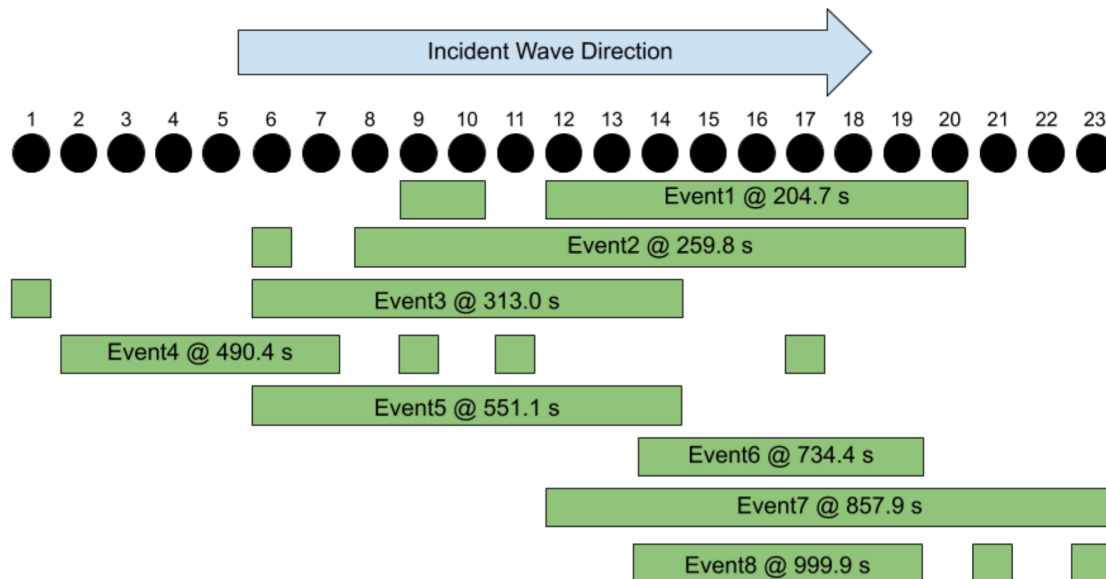 Incident Wave Direction
1 2 3 4 5 6 7 8 9 10 11 12 13 14 15 16 17 18 19 20 21 22 23
Event1 @ 204.7 s
Event2 @ 259.8 s
Event3 @ 313.0 s
Event4 @ 490.4 s
Event5 @ 551.1 s
Event6 @ 734.4 s
Event7 @ 857.9 s
Event8 @ 999.9 s